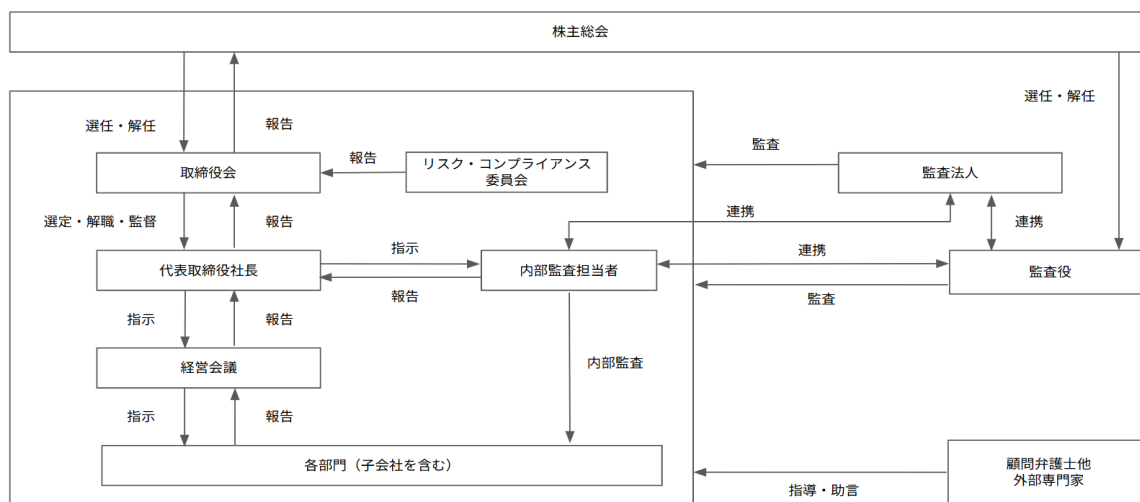 株主総会
選任・解任
報告
選任・解任
取締役会
報告
リスク・コンプライアンス
委員会
監査
監査法人
選定・解職・監督
報告
連携
連携
代表取締役社長
指示
報告
内部監査担当者
連携
監査
監査役
指示
報告
経営会議
内部監査
指示
報告
各部門（子会社を含む）
指導・助言
顧問弁護士他
外部専門家